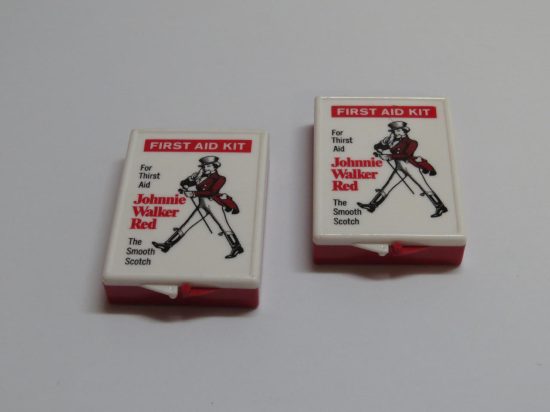 FIRST AID KIT
For
Thirst
Aid
Johnnie
Walker
Red
The
Smooth
Scotch
FIRST AID KIT
For
Thirst
Aid
Johnnie
Walker
Red
The
Smooth
Scotch